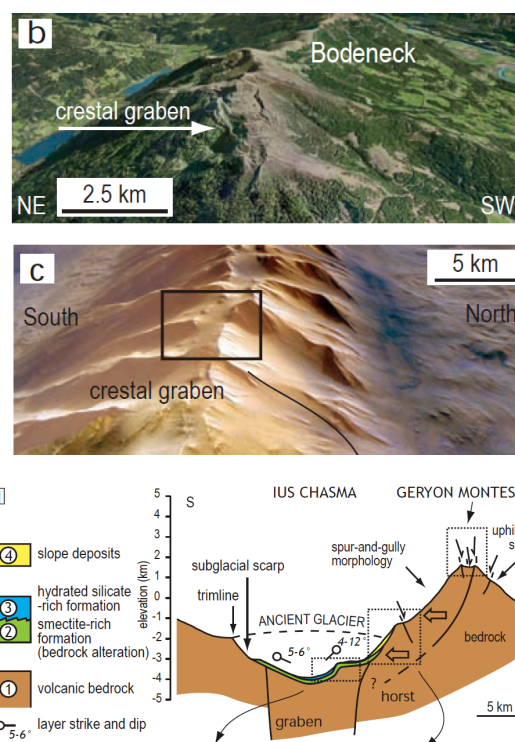 b
Bodeneck
crestal graben
2.5 km
NE
SW
c
5 km
South
North
crestal graben
5
4
3
2
1
0
-1
-2
-3
-4
-5
elevation (km)
S
IUS CHASMA
GERYON MONTES
spur-and-gully
morphology
subglacial scarp
trimline
ANCIENT GLACIER
5-6°
4-12°
bedrock
?
horst
graben
5 km
4 slope deposits
3 hydrated silicate
-rich formation
2 smectite-rich
formation
(bedrock alteration)
1 volcanic bedrock
5-6° layer strike and dip